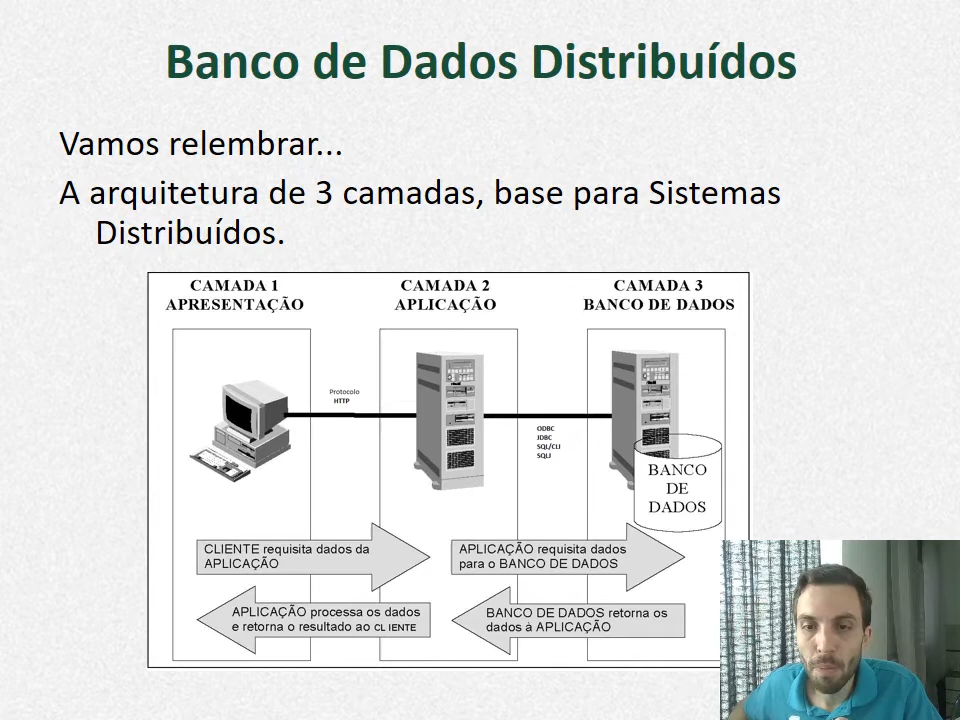 Banco de Dados Distribuídos
Vamos relembrar...
A arquitetura de 3 camadas, base para Sistemas
Distribuídos.
CAMADA 1
APRESENTAÇÃO
CAMADA 2
APLICAÇÃO
CAMADA 3
BANCO DE DADOS
Protocolo
HTTP
ODBC
JDBC
SQL/CLI
SQLJ
BANCO
DE
DADOS
CLIENTE requisita dados da
APLICAÇÃO
APLICAÇÃO requisita dados
para o BANCO DE DADOS
APLICAÇÃO processa os dados
e retorna o resultado ao CL IENTE
BANCO DE DADOS retorna os
dados à APLICAÇÃO